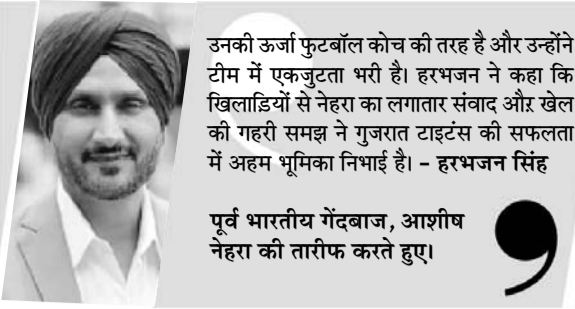 उनकी ऊर्जा फुटबॉल कोच की तरह है और उन्होंने
टीम में एकजुटता भरी है। हरभजन ने कहा कि
खिलाड़ियों से नेहरा का लगातार संवाद औऱ खेल
की गहरी समझ ने गुजरात टाइटंस की सफलता
में अहम भूमिका निभाई है। – हरभजन सिंह
पूर्व भारतीय गेंदबाज, आशीष
नेहरा की तारीफ करते हुए।